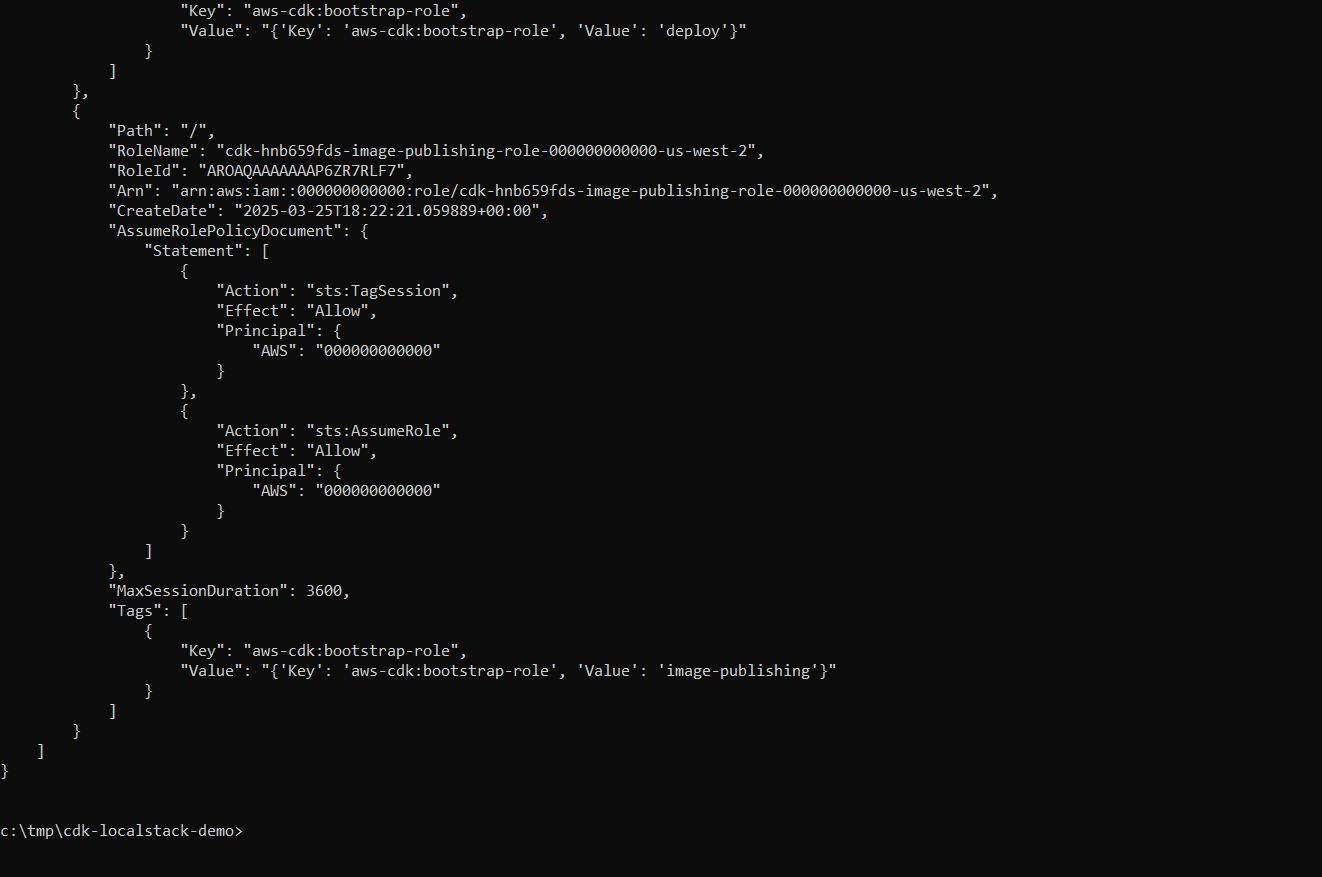 "Key": "aws-cdk:bootstrap-role",
"Value": "{'Key': 'aws-cdk:bootstrap-role', 'Value': 'deploy'}"
}
]
},
{
"Path": "/",
"RoleName": "cdk-hnb659fds-image-publishing-role-000000000000-us-west-2",
"RoleId": "AROAQAAAAAAAP6ZR7RLF7",
"Arn": "arn:aws:iam::000000000000:role/cdk-hnb659fds-image-publishing-role-000000000000-us-west-2",
"CreateDate": "2025-03-25T18:22:21.059889+00:00",
"AssumeRolePolicyDocument": {
"Statement": [
{
"Action": "sts:TagSession",
"Effect": "Allow",
"Principal": {
"AWS": "000000000000"
}
},
{
"Action": "sts:AssumeRole",
"Effect": "Allow",
"Principal": {
"AWS": "000000000000"
}
}
]
},
"MaxSessionDuration": 3600,
"Tags": [
{
"Key": "aws-cdk:bootstrap-role",
"Value": "{'Key': 'aws-cdk:bootstrap-role', 'Value': 'image-publishing'}"
}
]
}
]
}
c:\tmp\cdk-localstack-demo>